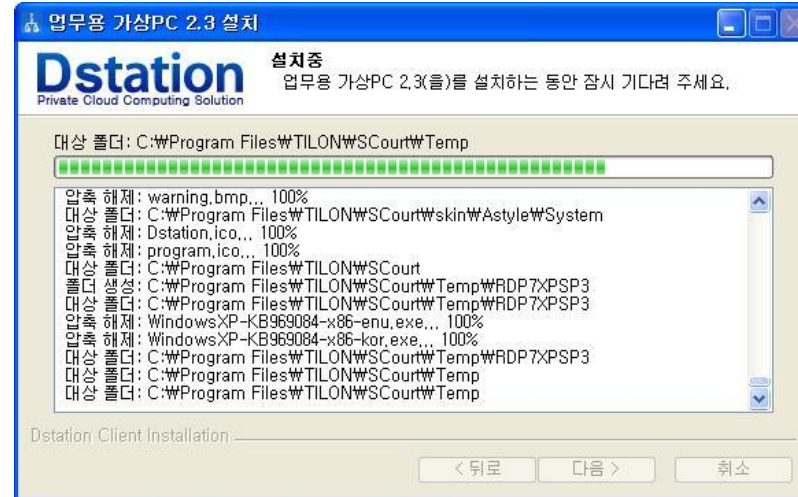 업무용 가상PC 2.3 설치
Dstation
Private Cloud Computing Solution
설치중
업무용 가상PC 2.3(을)를 설치하는 동안 잠시 기다려 주세요.
대상 폴더: C:₩Program Files₩TILON₩SCourt₩Temp
압축 해제: warning.bmp... 100%
대상 폴더: C:₩Program Files₩TILON₩SCourt₩skin₩Astyle₩System
압축 해제: Dstation.ico... 100%
압축 해제: program.ico... 100%
대상 폴더: C:₩Program Files₩TILON₩SCourt
폴더 생성: C:₩Program Files₩TILON₩SCourt₩Temp₩RDP7XPSP3
대상 폴더: C:₩Program Files₩TILON₩SCourt₩Temp₩RDP7XPSP3
압축 해제: WindowsXP-KB969084-x86-enu.exe... 100%
압축 해제: WindowsXP-KB969084-x86-kor.exe... 100%
대상 폴더: C:₩Program Files₩TILON₩SCourt₩Temp₩RDP7XPSP3
대상 폴더: C:₩Program Files₩TILON₩SCourt₩Temp
대상 폴더: C:₩Program Files₩TILON₩SCourt₩Temp
Dstation Client Installation
< 뒤로
다음 >
취소